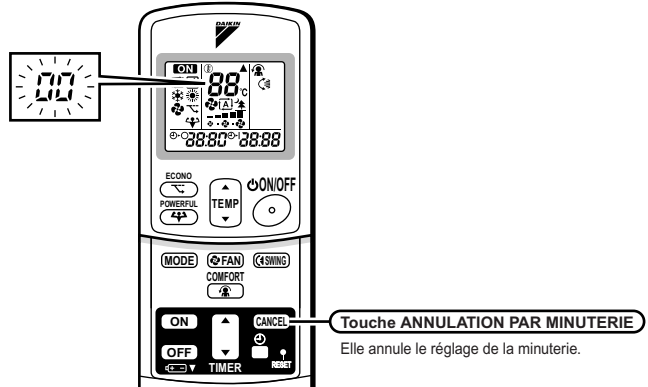 DAIKIN
00
ON
88 °C
A
88:80 88:88
ECONO
POWERFUL
TEMP
ON/OFF
MODE
FAN
SWING
COMFORT
ON
CANCEL
OFF
TIMER
RESET
Touche ANNULATION PAR MINUTERIE
Elle annule le réglage de la minuterie.